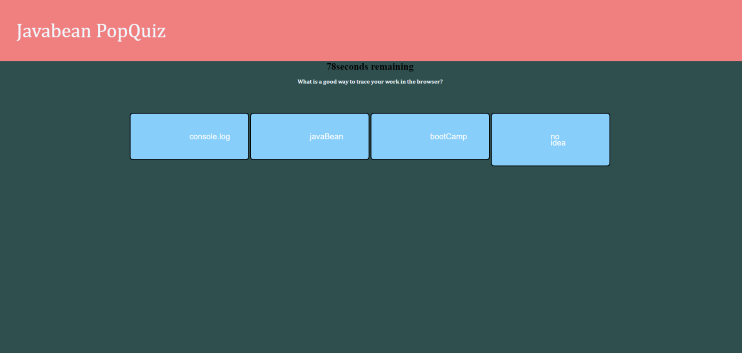 Javabean PopQuiz
78seconds remaining
What is a good way to trace your work in the browser?
console.log
javaBean
bootCamp
no
idea